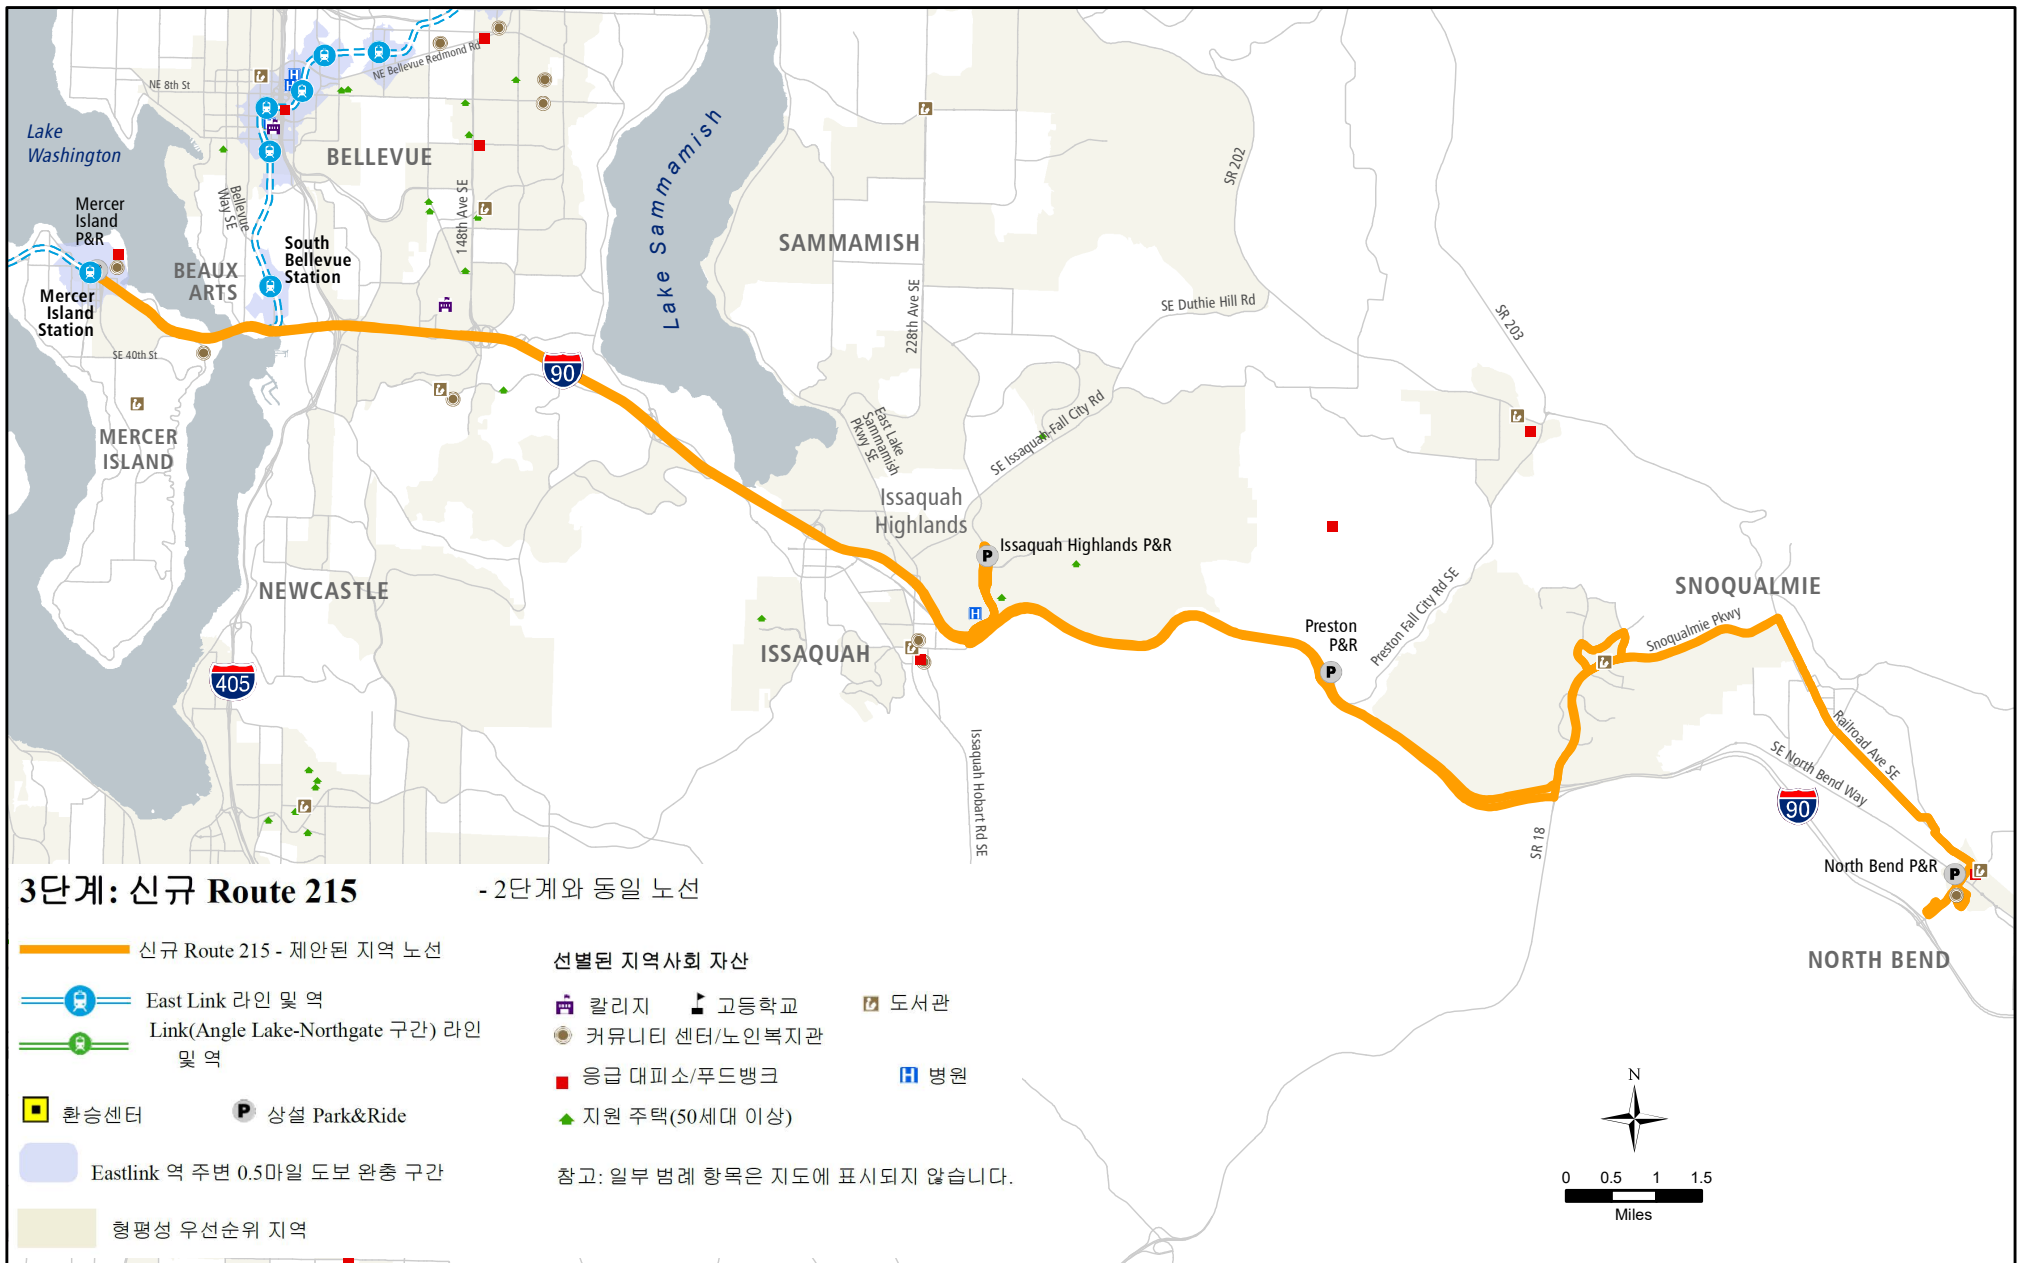 NE 8th St
NE Bellevue Redmond Rd
Lake
Washington
BELLEVUE
Bellevue
Way SE
148th Ave SE
Mercer
Island
P&R
BEAUX
ARTS
South
Bellevue
Station
Mercer
Island
Station
SE 40th St
MERCER
ISLAND
90
Lake Sammamish
SAMMAMISH
228th Ave SE
SR 202
SE Duthie Hill Rd
SR 203
East Lake
Sammamish
Pkwy SE
SE Issaquah-Fall City Rd
Issaquah
Highlands
Issaquah Highlands P&R
NEWCASTLE
405
ISSAQUAH
Issaquah Hobart Rd SE
Preston
P&R
Preston Fall City Rd SE
SNOQUALMIE
Snoqualmie Pkwy
Railroad Ave SE
SE North Bend Way
90
SR 18
North Bend P&R
NORTH BEND
3단계: 신규 Route 215
- 2단계와 동일 노선
신규 Route 215 - 제안된 지역 노선
East Link 라인 및 역
Link(Angle Lake-Northgate 구간) 라인
및 역
환승센터
P 상설 Park&Ride
Eastlink 역 주변 0.5마일 도보 완충 구간
형평성 우선순위 지역
선별된 지역사회 자산
칼리지
고등학교
도서관
커뮤니티 센터/노인복지관
응급 대피소/푸드뱅크
H 병원
지원 주택(50세대 이상)
참고: 일부 범례 항목은 지도에 표시되지 않습니다.
N
0 0.5 1 1.5
Miles